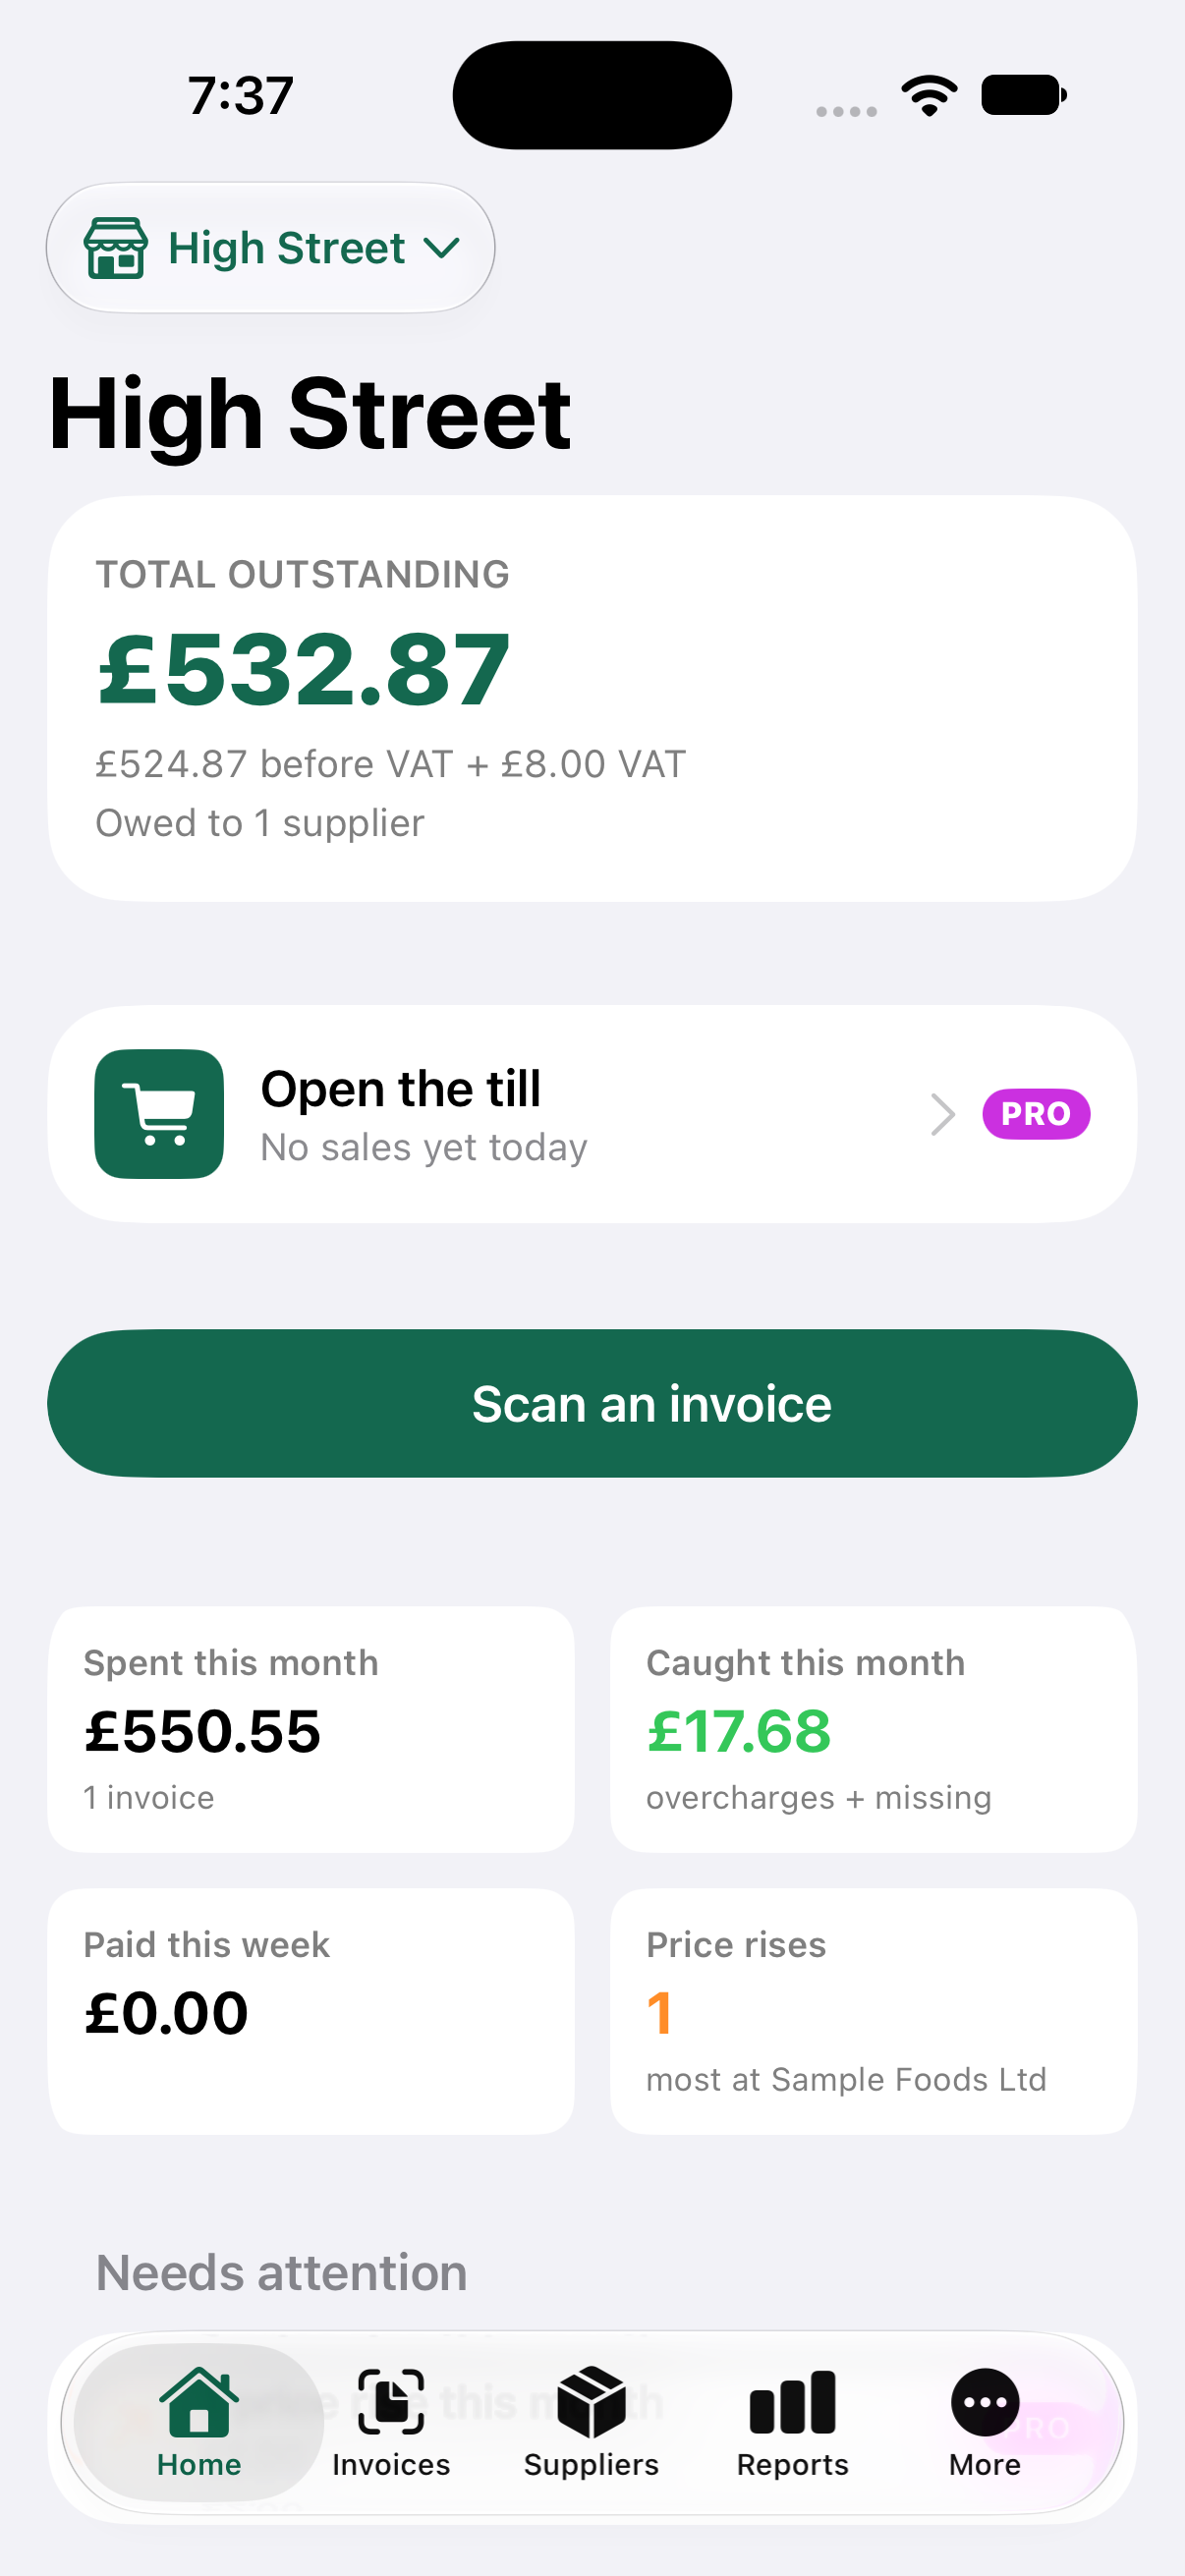 7:37
High Street
High Street
TOTAL OUTSTANDING
£532.87
£524.87 before VAT + £8.00 VAT
Owed to 1 supplier
Open the till
No sales yet today
PRO
Scan an invoice
Spent this month
£550.55
1 invoice
Caught this month
£17.68
overcharges + missing
Paid this week
£0.00
Price rises
1
most at Sample Foods Ltd
Needs attention
this month
PRO
Home
Invoices
Suppliers
Reports
More